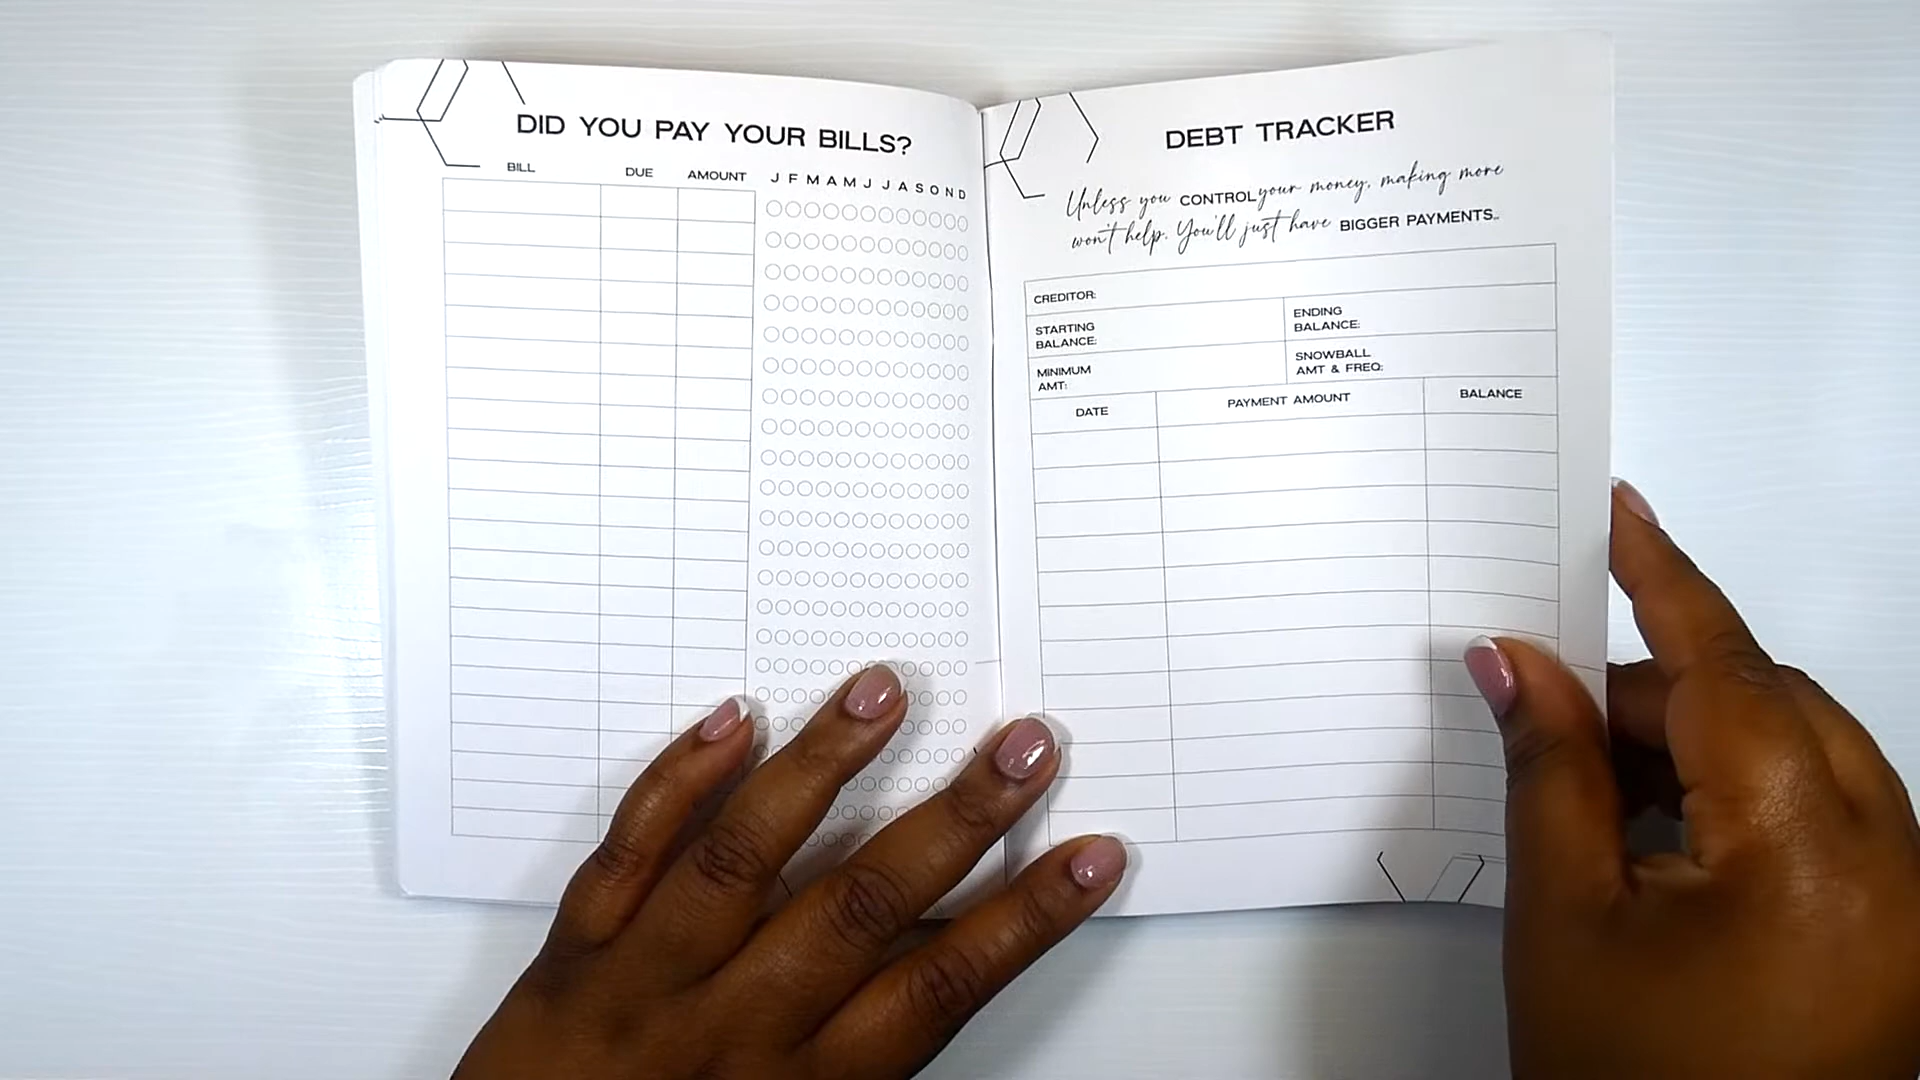 DID YOU PAY YOUR BILLS?
BILL DUE AMOUNT J F M A M J J A S O N D
DEBT TRACKER
Unless you CONTROL your money, making more
won't help. You'll just have BIGGER PAYMENTS..
CREDITOR:
STARTING
BALANCE:
ENDING
BALANCE:
MINIMUM
AMT:
SNOWBALL
AMT & FREQ:
DATE PAYMENT AMOUNT BALANCE